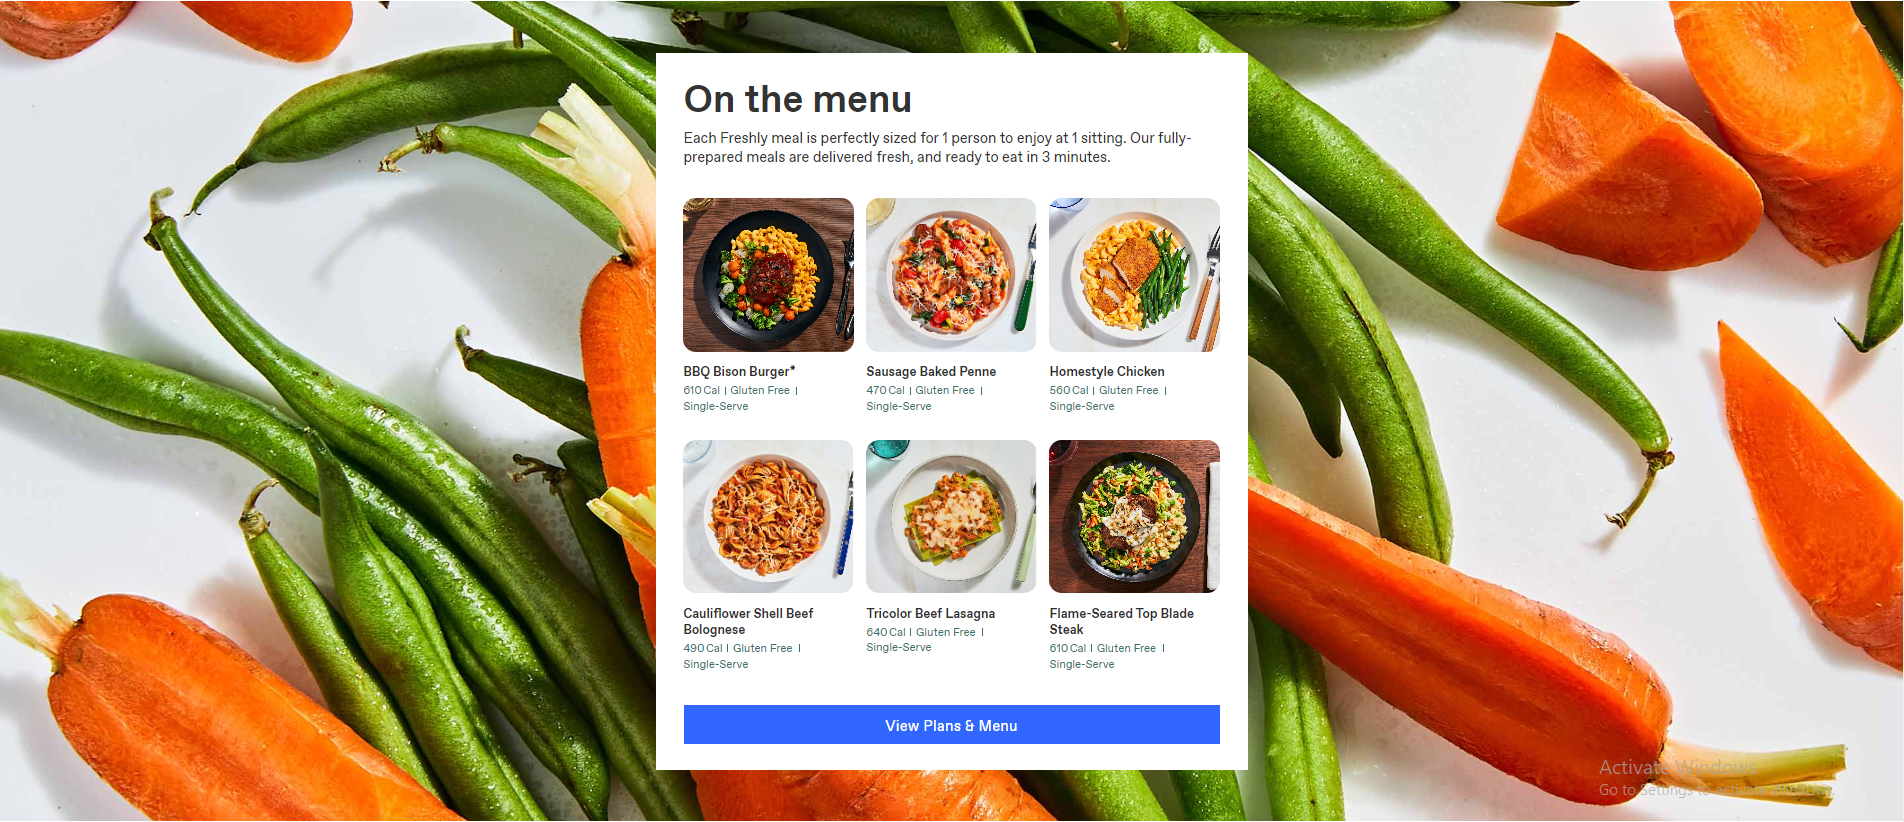 On the menu
Each Freshly meal is perfectly sized for 1 person to enjoy at 1 sitting. Our fully-
prepared meals are delivered fresh, and ready to eat in 3 minutes.
BBQ Bison Burger*
610 Cal | Gluten Free |
Single-Serve
Sausage Baked Penne
470 Cal | Gluten Free |
Single-Serve
Homestyle Chicken
560 Cal | Gluten Free |
Single-Serve
Cauliflower Shell Beef
Bolognese
490 Cal | Gluten Free |
Single-Serve
Tricolor Beef Lasagna
640 Cal | Gluten Free |
Single-Serve
Flame-Seared Top Blade
Steak
610 Cal | Gluten Free |
Single-Serve
View Plans & Menu
Activate Windows
Go to Settings to activate Windows.